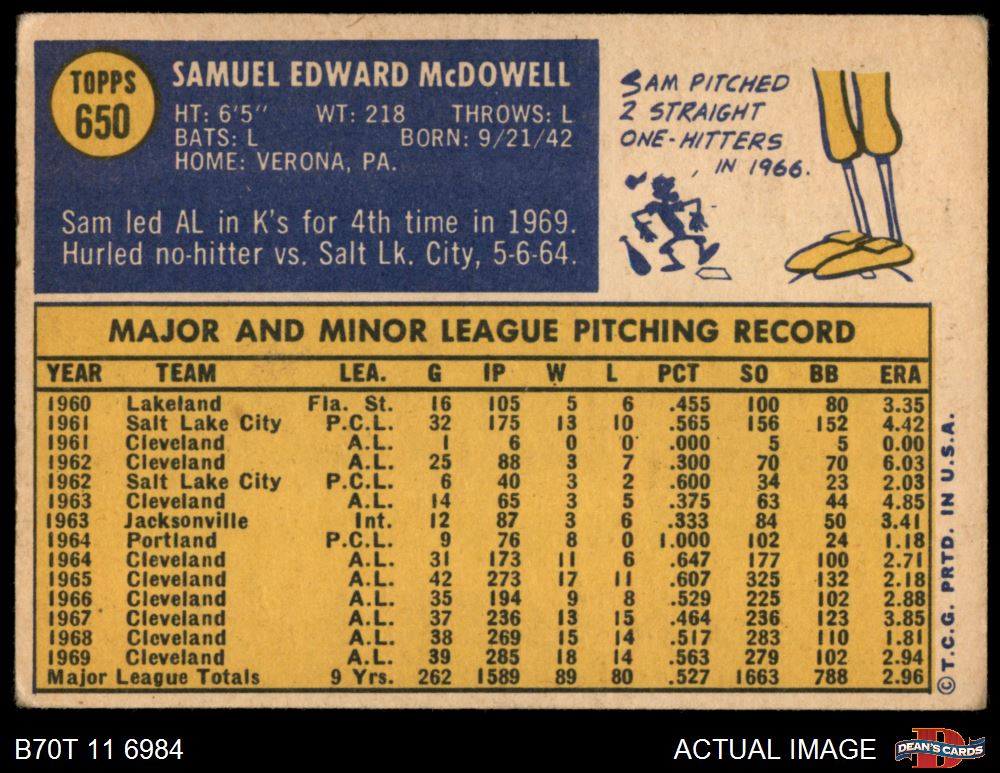 TOPPS
650
SAMUEL EDWARD McDOWELL
HT: 6'5" WT: 218 THROWS: L
BATS: L BORN: 9/21/42
HOME: VERONA, PA.
Sam led AL in K's for 4th time in 1969.
Hurled no-hitter vs. Salt Lk. City, 5-6-64.
SAM PITCHED
2 STRAIGHT
ONE-HITTERS
IN 1966.
MAJOR AND MINOR LEAGUE PITCHING RECORD
YEAR TEAM LEA. G IP W L PCT SO BB ERA
1960 Lakeland Fla. St. 16 105 5 6 .455 100 80 3.35
1961 Salt Lake City P.C.L. 32 175 13 10 .565 156 152 4.42
1961 Cleveland A.L. 1 6 0 0 .000 5 5 0.00
1962 Cleveland A.L. 25 88 3 7 .300 70 70 6.03
1962 Salt Lake City P.C.L. 6 40 3 2 .600 34 23 2.03
1963 Cleveland A.L. 14 65 3 5 .375 63 44 4.85
1963 Jacksonville Int. 12 87 3 6 .333 84 50 3.41
1964 Portland P.C.L. 9 76 8 0 1.000 102 24 1.18
1964 Cleveland A.L. 31 173 11 6 .647 177 100 2.71
1965 Cleveland A.L. 42 273 17 11 .607 325 132 2.18
1966 Cleveland A.L. 35 194 9 8 .529 225 102 2.88
1967 Cleveland A.L. 37 236 13 15 .464 236 123 3.85
1968 Cleveland A.L. 38 269 15 14 .517 283 110 1.81
1969 Cleveland A.L. 39 285 18 14 .563 279 102 2.94
Major League Totals 9 Yrs. 262 1589 89 80 .527 1663 788 2.96
© T.C.G. PRTD. IN U.S.A.
B70T 11 6984
ACTUAL IMAGE
D
DEAN'S CARDS